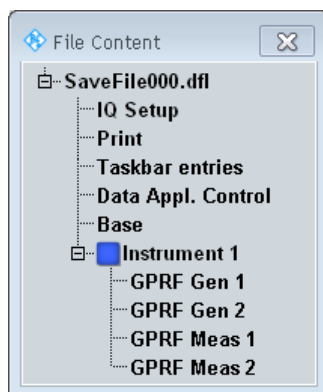 File Content
SaveFile000.dfl
IQ Setup
Print
Taskbar entries
Data Appl. Control
Base
Instrument 1
GPRF Gen 1
GPRF Gen 2
GPRF Meas 1
GPRF Meas 2